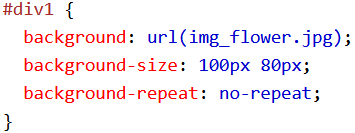 #div1 {
  background: url(img_flower.jpg);
  background-size: 100px 80px;
  background-repeat: no-repeat;
}